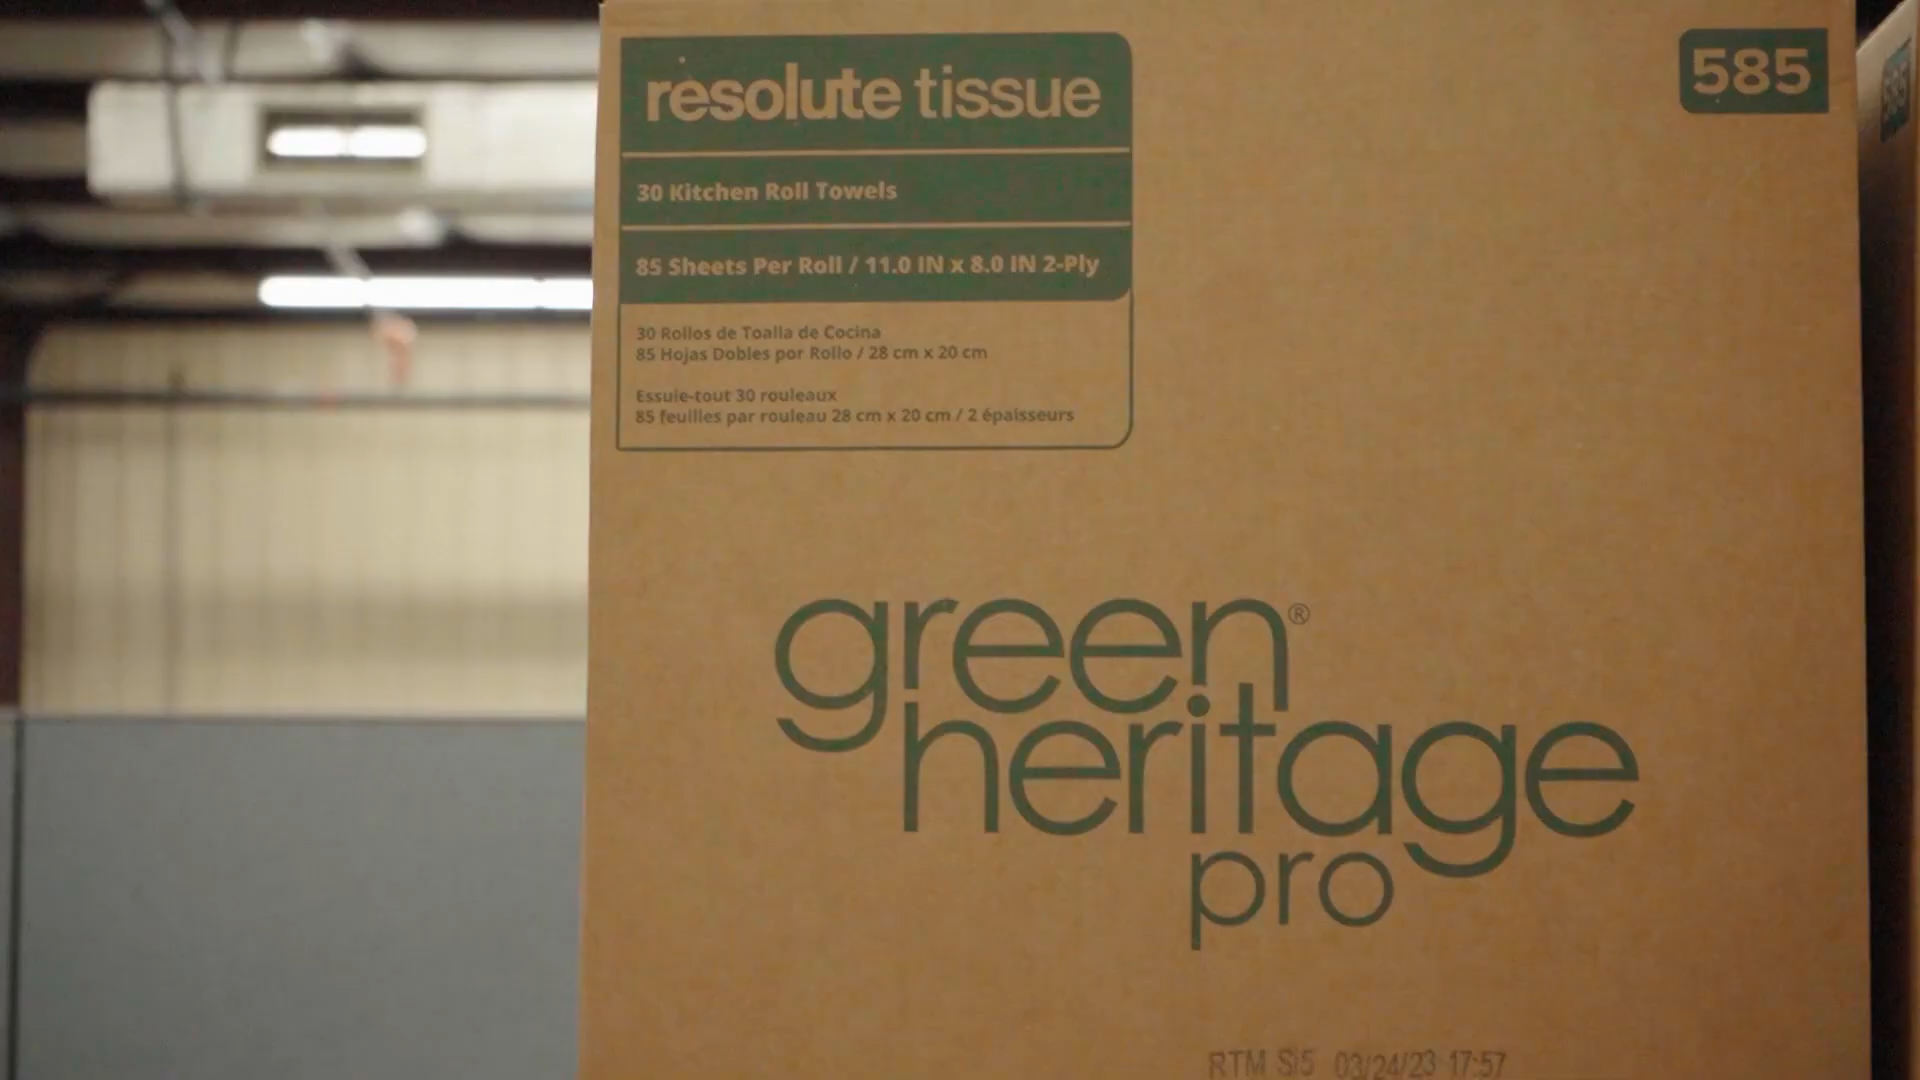 resolute tissue
585
30 Kitchen Roll Towels
85 Sheets Per Roll / 11.0 IN x 8.0 IN 2-Ply
30 Rollos de Toalla de Cocina
85 Hojas Dobles por Rollo / 28 cm x 20 cm
Essuie-tout 30 rouleaux
85 feuilles par rouleau 28 cm x 20 cm / 2 épaisseurs
green®
heritage
pro
RTM S/5 03/24/23 17:57